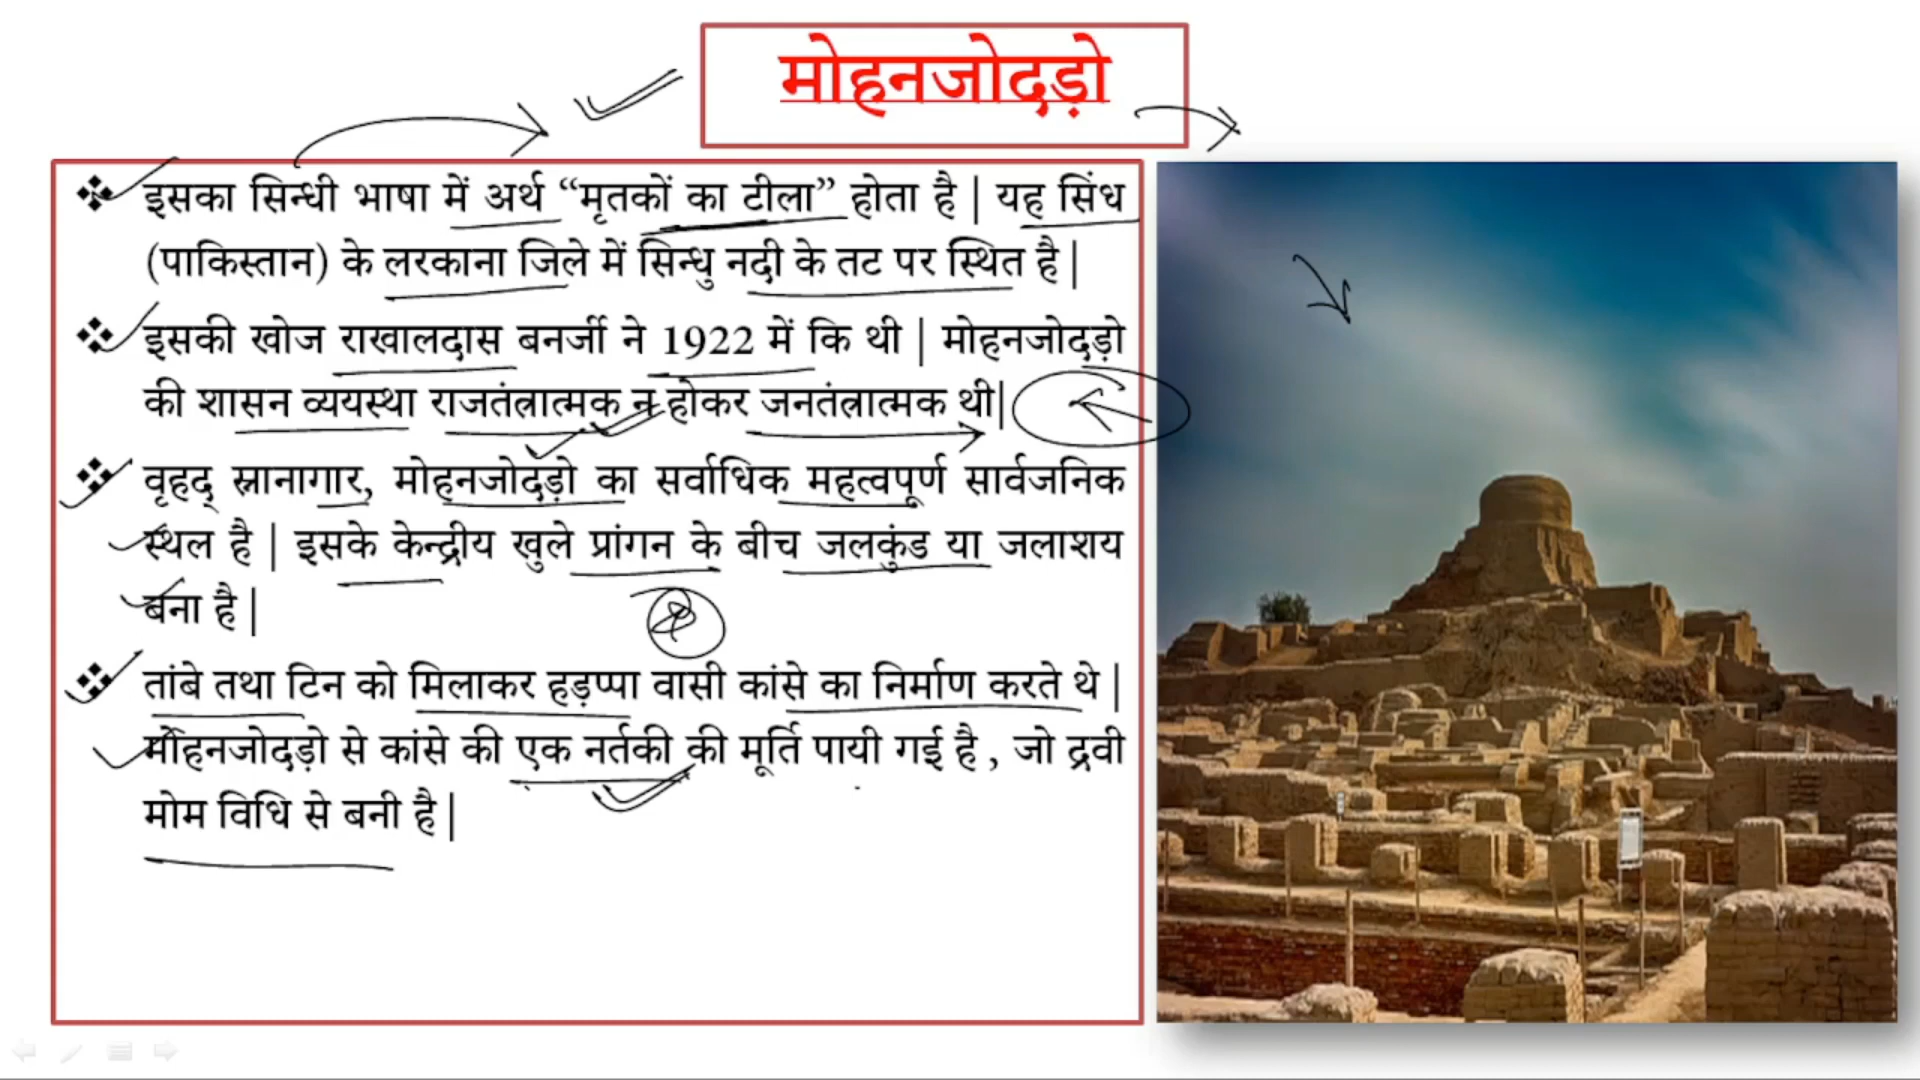 मोहनजोदड़ो
❖ इसका सिन्धी भाषा में अर्थ “मृतकों का टीला” होता है | यह सिंध
(पाकिस्तान) के लरकाना जिले में सिन्धु नदी के तट पर स्थित है |
❖ इसकी खोज राखालदास बनर्जी ने 1922 में कि थी | मोहनजोदड़ो
की शासन व्ययस्था राजतंत्रात्मक न होकर जनतंत्रात्मक थी|
❖ वृहद् स्नानागार, मोहनजोदड़ो का सर्वाधिक महत्वपूर्ण सार्वजनिक
स्थल है | इसके केन्द्रीय खुले प्रांगन के बीच जलकुंड या जलाशय
बना है |
❖ तांबे तथा टिन को मिलाकर हड़प्पा वासी कांसे का निर्माण करते थे |
मोहनजोदड़ो से कांसे की एक नर्तकी की मूर्ति पायी गई है , जो द्रवी
मोम विधि से बनी है |